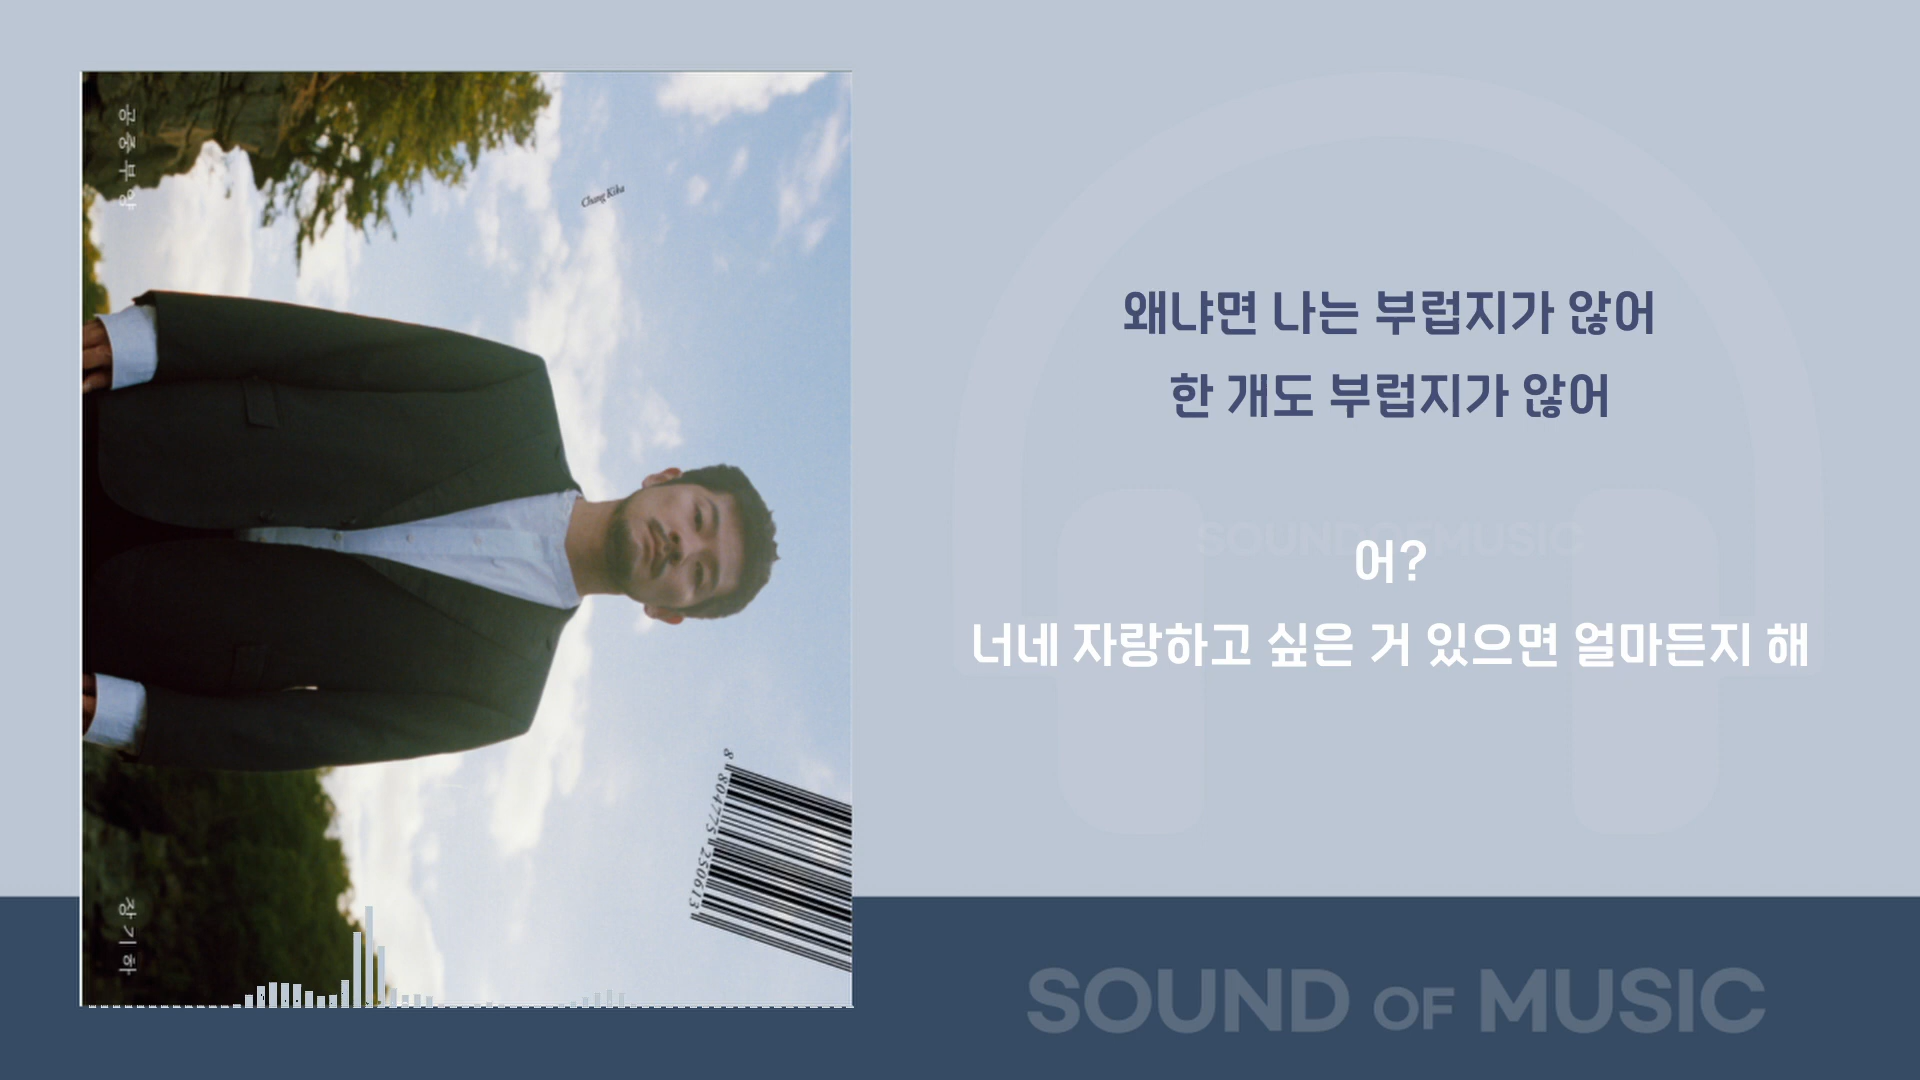 공중부양
Chang Kiha
장기하
8 804775 250613
왜냐면 나는 부럽지가 않어
한 개도 부럽지가 않어
SOUND OF MUSIC
어?
너네 자랑하고 싶은 거 있으면 얼마든지 해
SOUND OF MUSIC